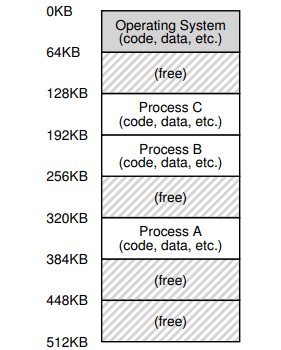 0KB
Operating System
(code, data, etc.)
64KB
(free)
128KB
Process C
(code, data, etc.)
192KB
Process B
(code, data, etc.)
256KB
(free)
320KB
Process A
(code, data, etc.)
384KB
(free)
448KB
(free)
512KB